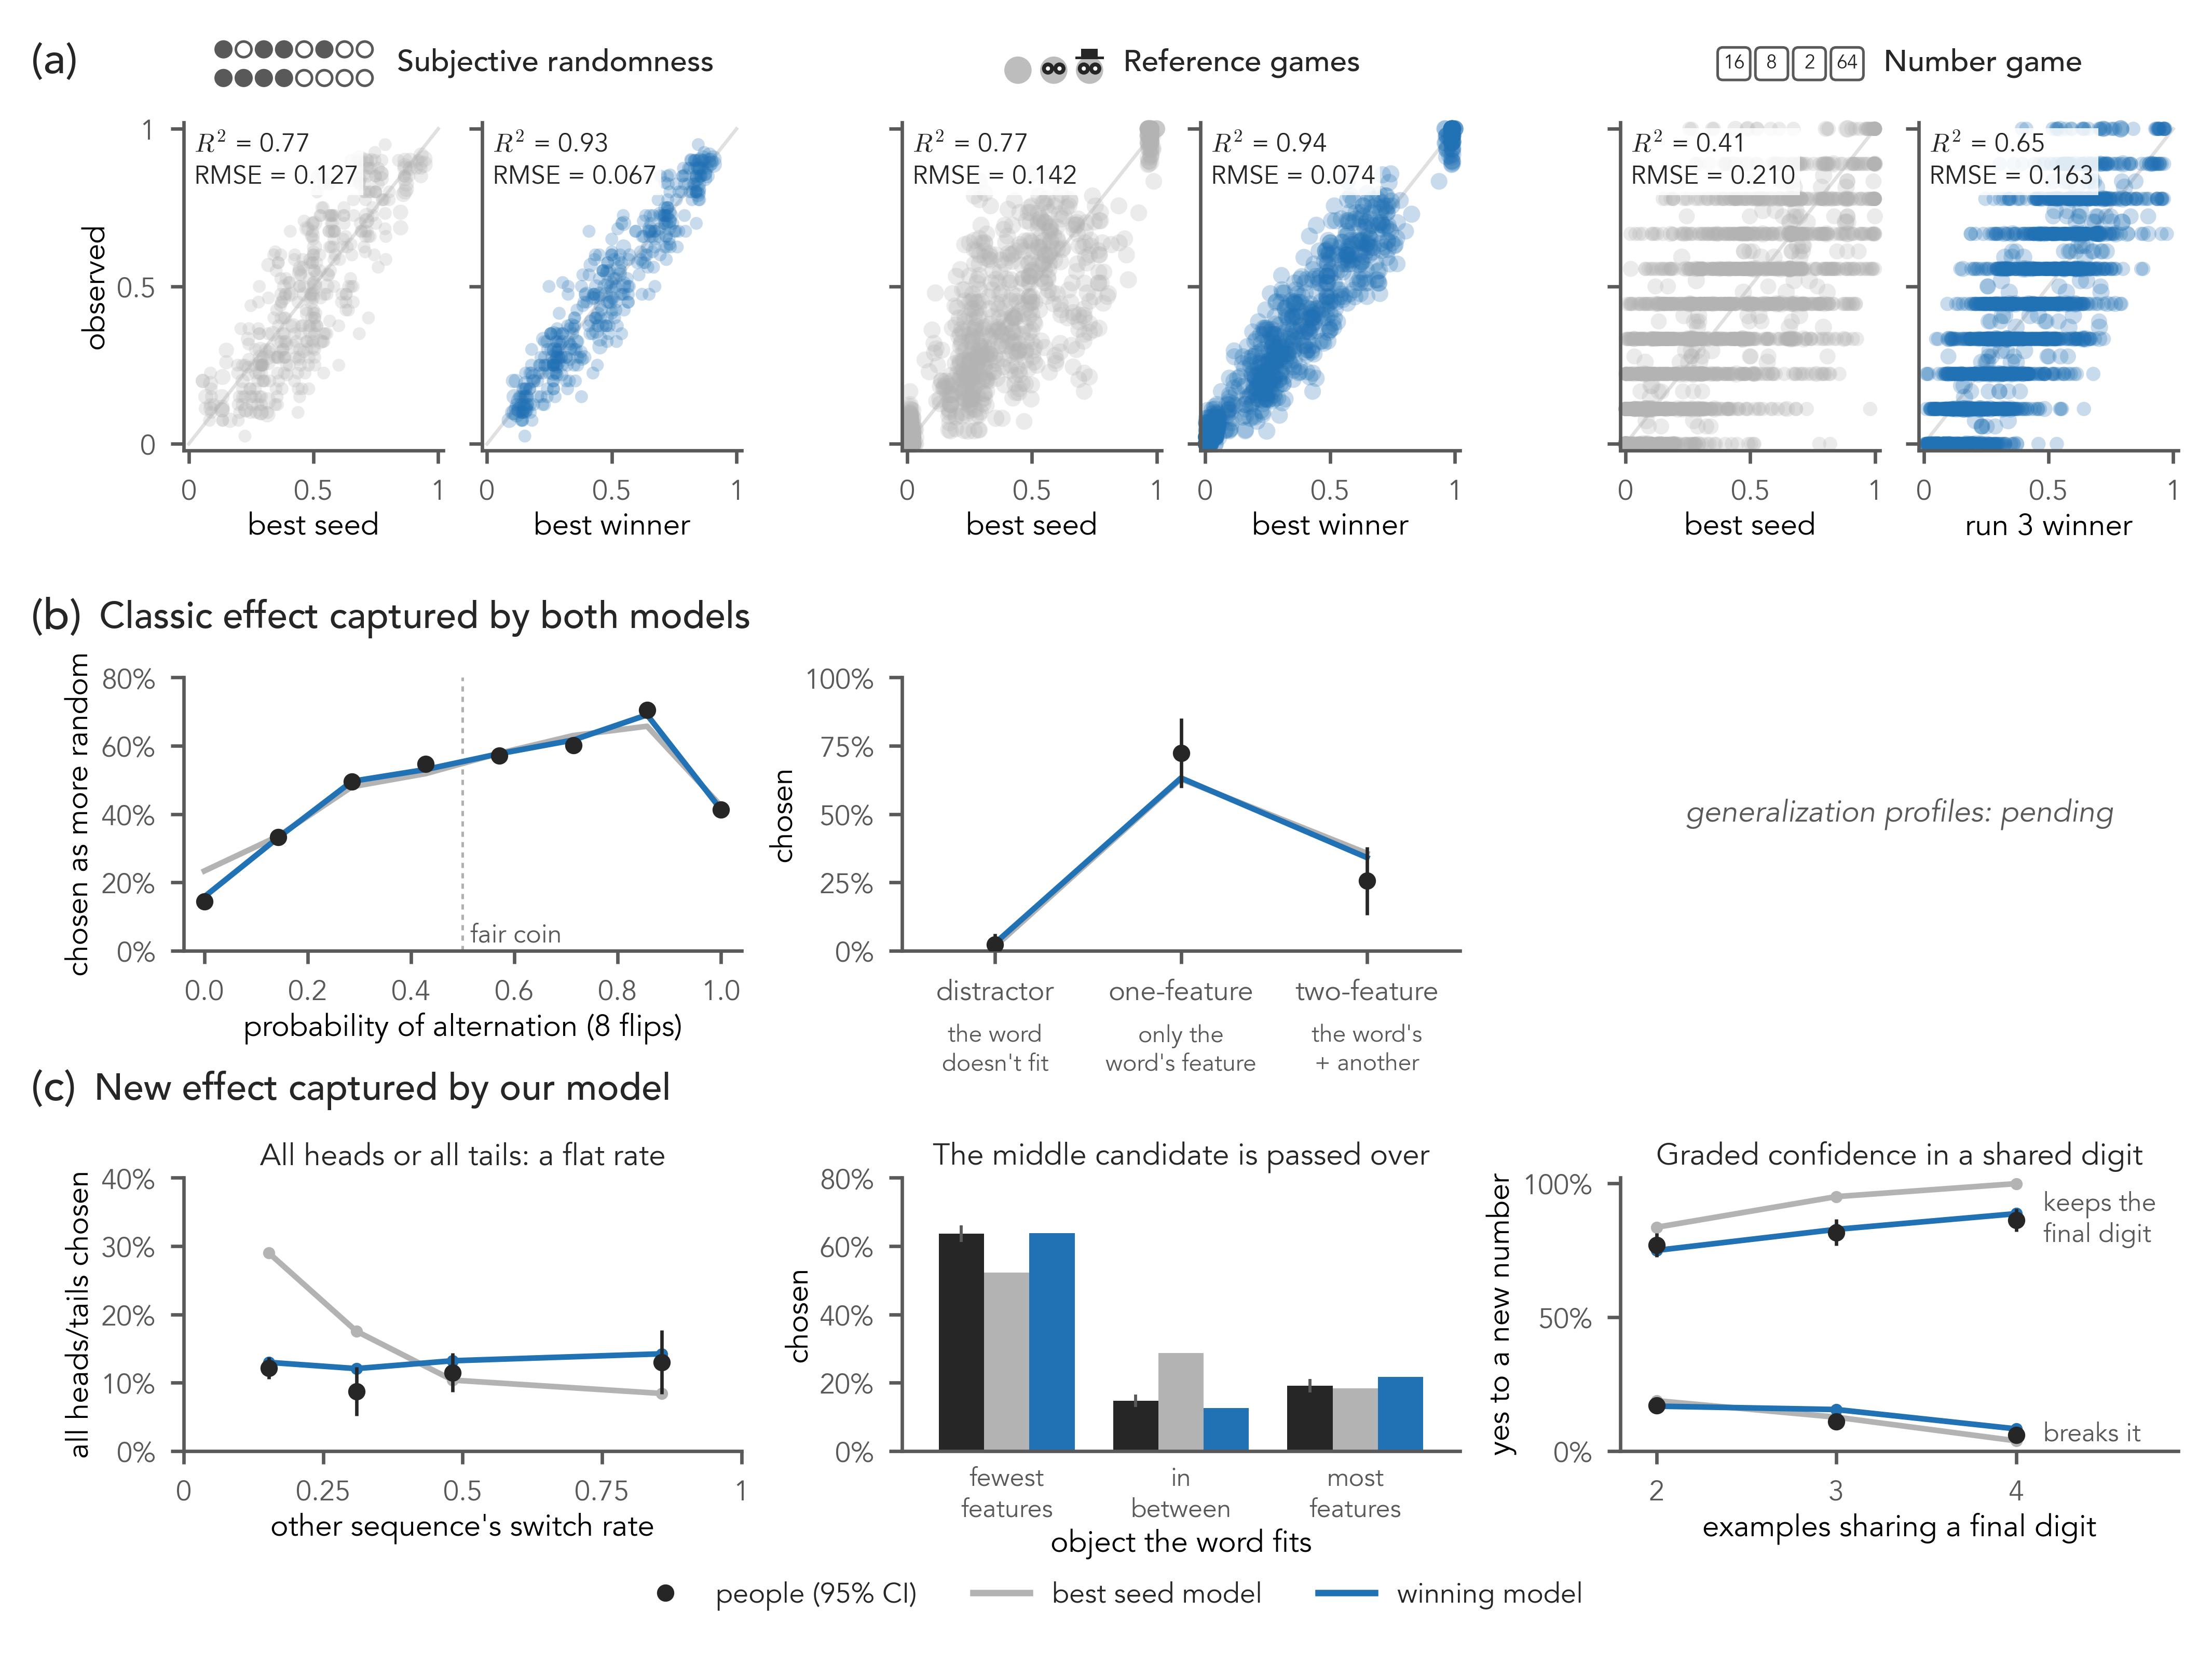 (a)
Subjective randomness
Reference games
16 8 2 64
Number game
R² = 0.77
RMSE = 0.127
R² = 0.93
RMSE = 0.067
R² = 0.77
RMSE = 0.142
R² = 0.94
RMSE = 0.074
R² = 0.41
RMSE = 0.210
R² = 0.65
RMSE = 0.163
observed
1
0.5
0
0 0.5 1
best seed
0 0.5 1
best winner
0 0.5 1
best seed
0 0.5 1
best winner
0 0.5 1
best seed
0 0.5 1
run 3 winner
(b) Classic effect captured by both models
chosen as more random
80%
60%
40%
20%
0%
fair coin
0.0 0.2 0.4 0.6 0.8 1.0
probability of alternation (8 flips)
chosen
100%
75%
50%
25%
0%
distractor
the word
doesn't fit
one-feature
only the
word's feature
two-feature
the word's
+ another
generalization profiles: pending
(c) New effect captured by our model
All heads or all tails: a flat rate
all heads/tails chosen
40%
30%
20%
10%
0%
0 0.25 0.5 0.75 1
other sequence's switch rate
The middle candidate is passed over
chosen
80%
60%
40%
20%
0%
fewest
features
in
between
most
features
object the word fits
Graded confidence in a shared digit
yes to a new number
100%
50%
0%
keeps the
final digit
breaks it
2 3 4
examples sharing a final digit
people (95% CI)
best seed model
winning model